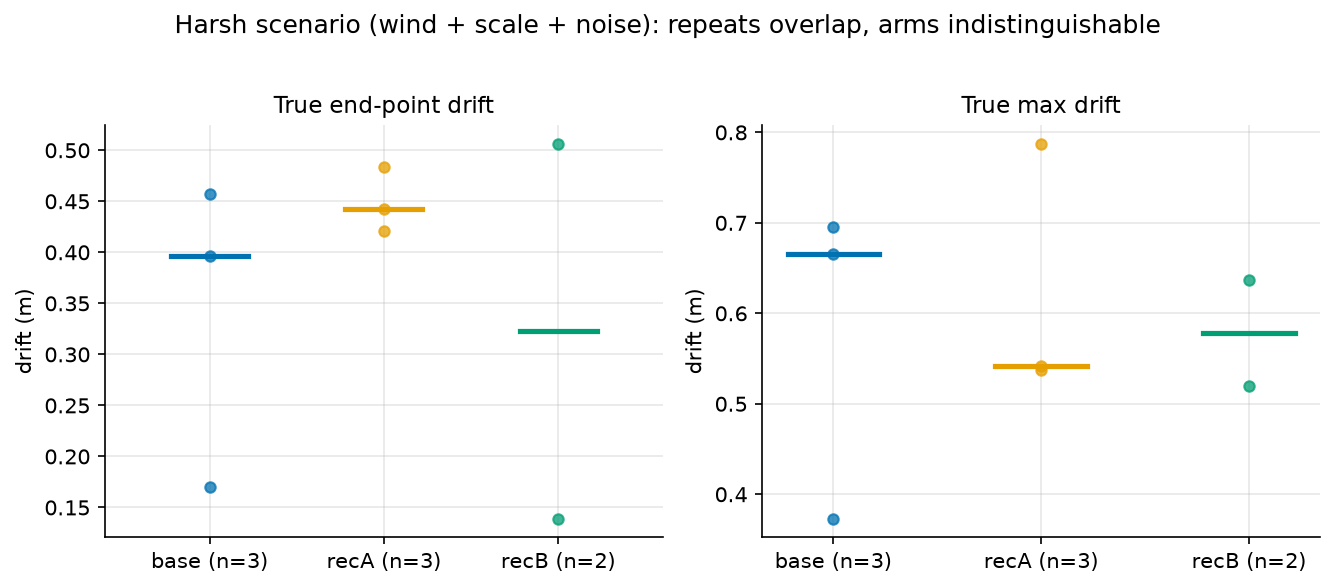 Harsh scenario (wind + scale + noise): repeats overlap, arms indistinguishable
True end-point drift
drift (m)
0.50
0.45
0.40
0.35
0.30
0.25
0.20
0.15
base (n=3)
recA (n=3)
recB (n=2)
True max drift
drift (m)
0.8
0.7
0.6
0.5
0.4
base (n=3)
recA (n=3)
recB (n=2)